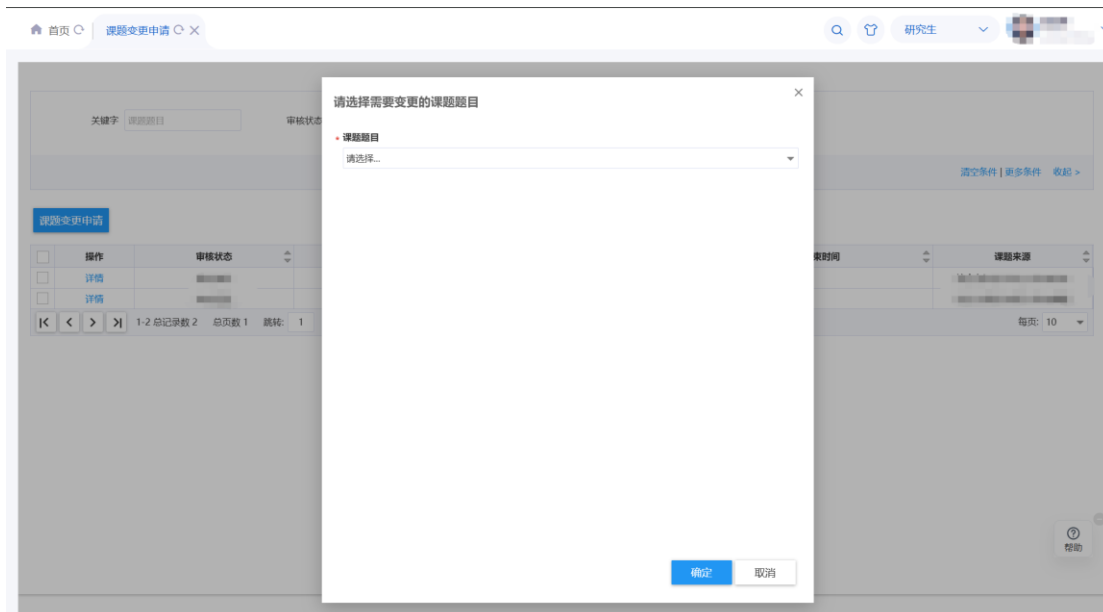 首页 课题变更申请 研究生
请选择需要变更的课题题目
关键字 课题题目 审核状态
* 课题题目
请选择...
清空条件 | 更多条件 收起 >
课题变更申请
操作 审核状态 束时间 课题来源
详情
详情
1-2 总记录数 2 总页数 1 跳转: 1 每页: 10
帮助
确定 取消